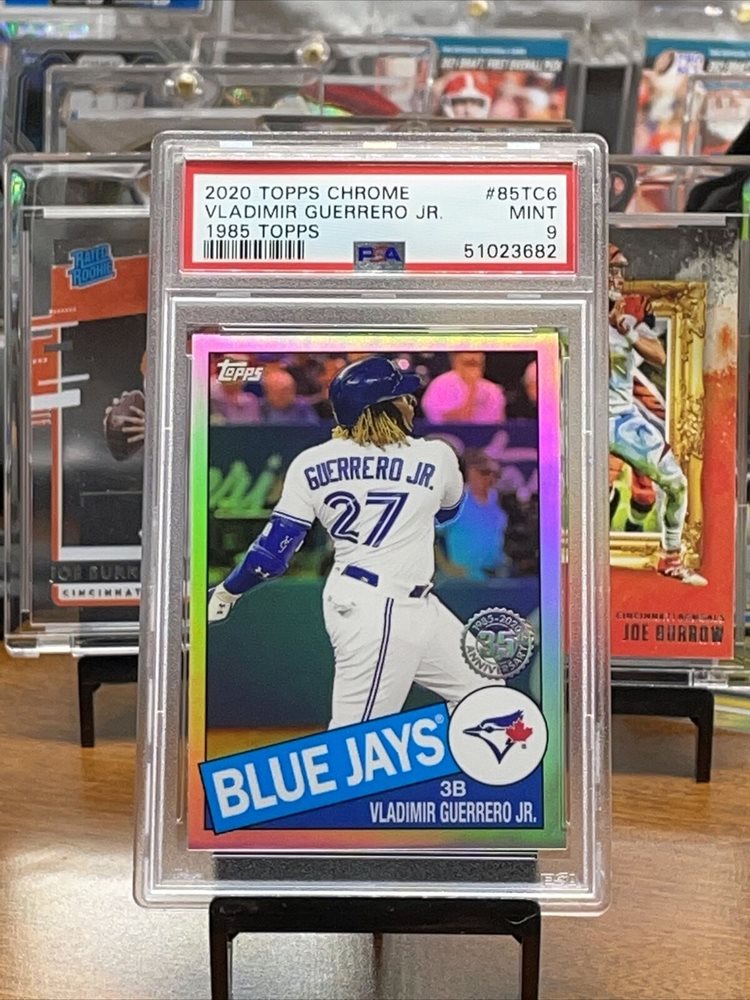 2020 TOPPS CHROME #85TC6
VLADIMIR GUERRERO JR. MINT
1985 TOPPS 9
PSA 51023682
Topps
GUERRERO JR.
27
1985-2020
35th
ANNIVERSARY
BLUE JAYS®
3B
VLADIMIR GUERRERO JR.
RATED
ROOKIE
CINCINNATI
CINCINNATI BENGALS
JOE BURROW